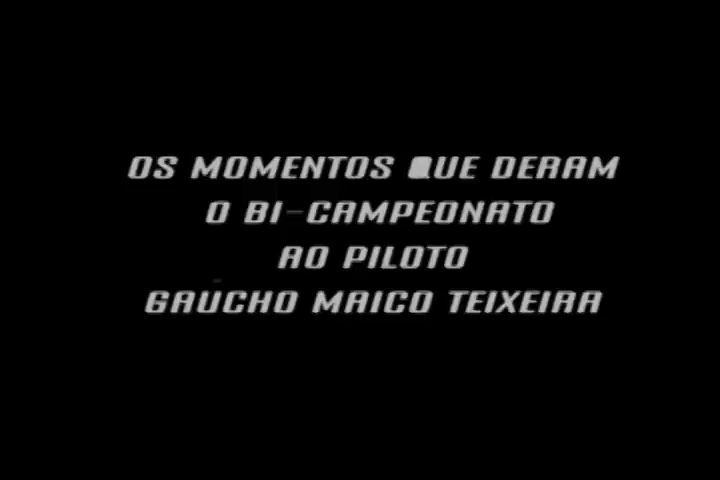 OS MOMENTOS QUE DERAM
O BI-CAMPEONATO
AO PILOTO
GAUCHO MAICO TEIXEIRA